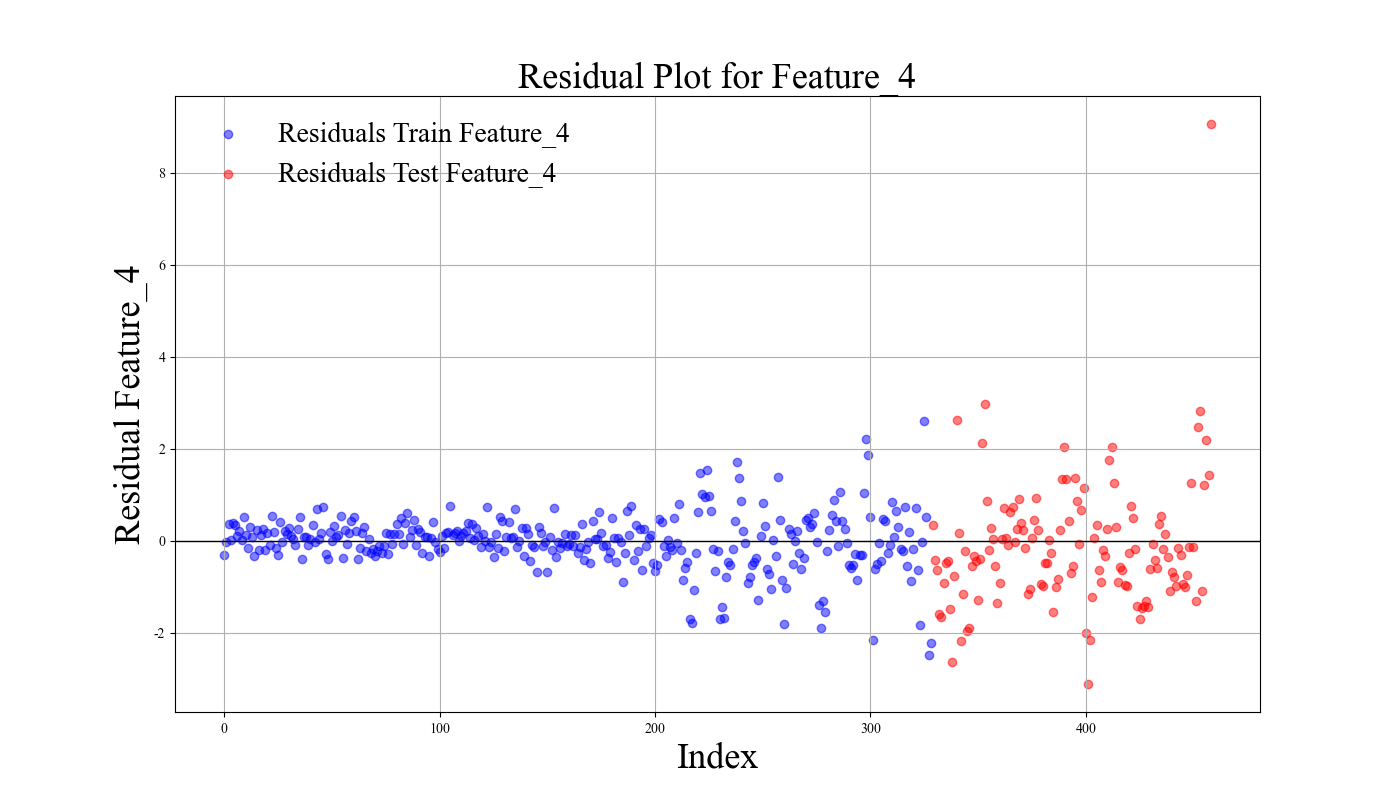 Residual Plot for Feature_4
Residuals Train Feature_4
Residuals Test Feature_4
Residual Feature_4
8
6
4
2
0
-2
0 100 200 300 400
Index